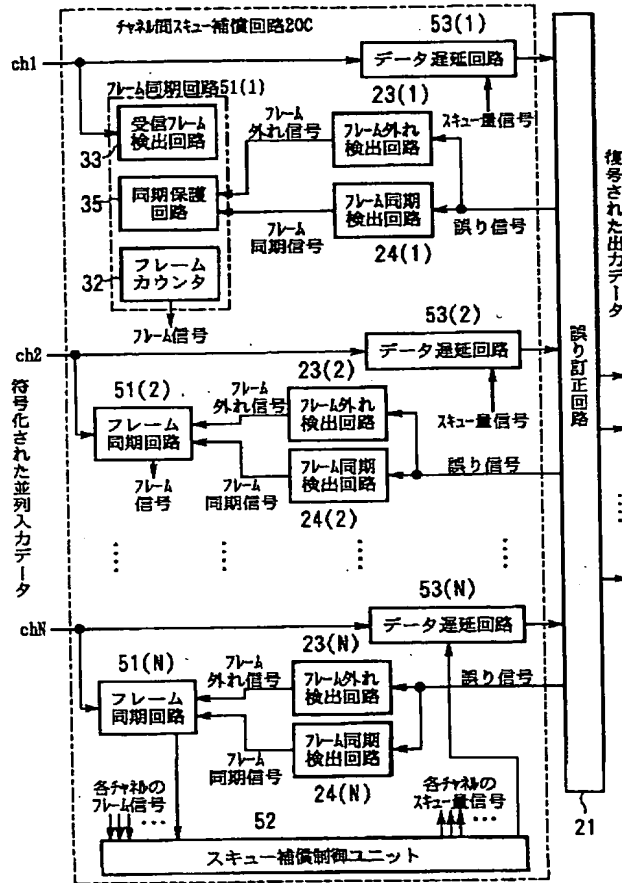 チャネル間スキュー補償回路20C
53(1)
ch1
データ遅延回路
フレーム同期回路51(1)
フレーム
外れ信号
23(1)
スキュー量信号
受信フレーム
検出回路
33
フレーム外れ
検出回路
35
同期保護
回路
フレーム同期
検出回路
フレーム
同期信号
誤り信号
24(1)
32
フレーム
カウンタ
フレーム信号
53(2)
ch2
データ遅延回路
23(2)
51(2)
フレーム
外れ信号
フレーム外れ
検出回路
スキュー量信号
フレーム
同期回路
フレーム同期
検出回路
誤り信号
フレーム
信号
フレーム
同期信号
24(2)
53(N)
chN
データ遅延回路
23(N)
51(N)
フレーム
外れ信号
フレーム外れ
検出回路
誤り信号
フレーム
同期回路
フレーム同期
検出回路
フレーム
同期信号
24(N)
各チャネルの
フレーム信号
52
各チャネルの
スキュー量信号
スキュー補償制御ユニット
21
符号化された並列入力データ
誤り訂正回路
復号された出力データ